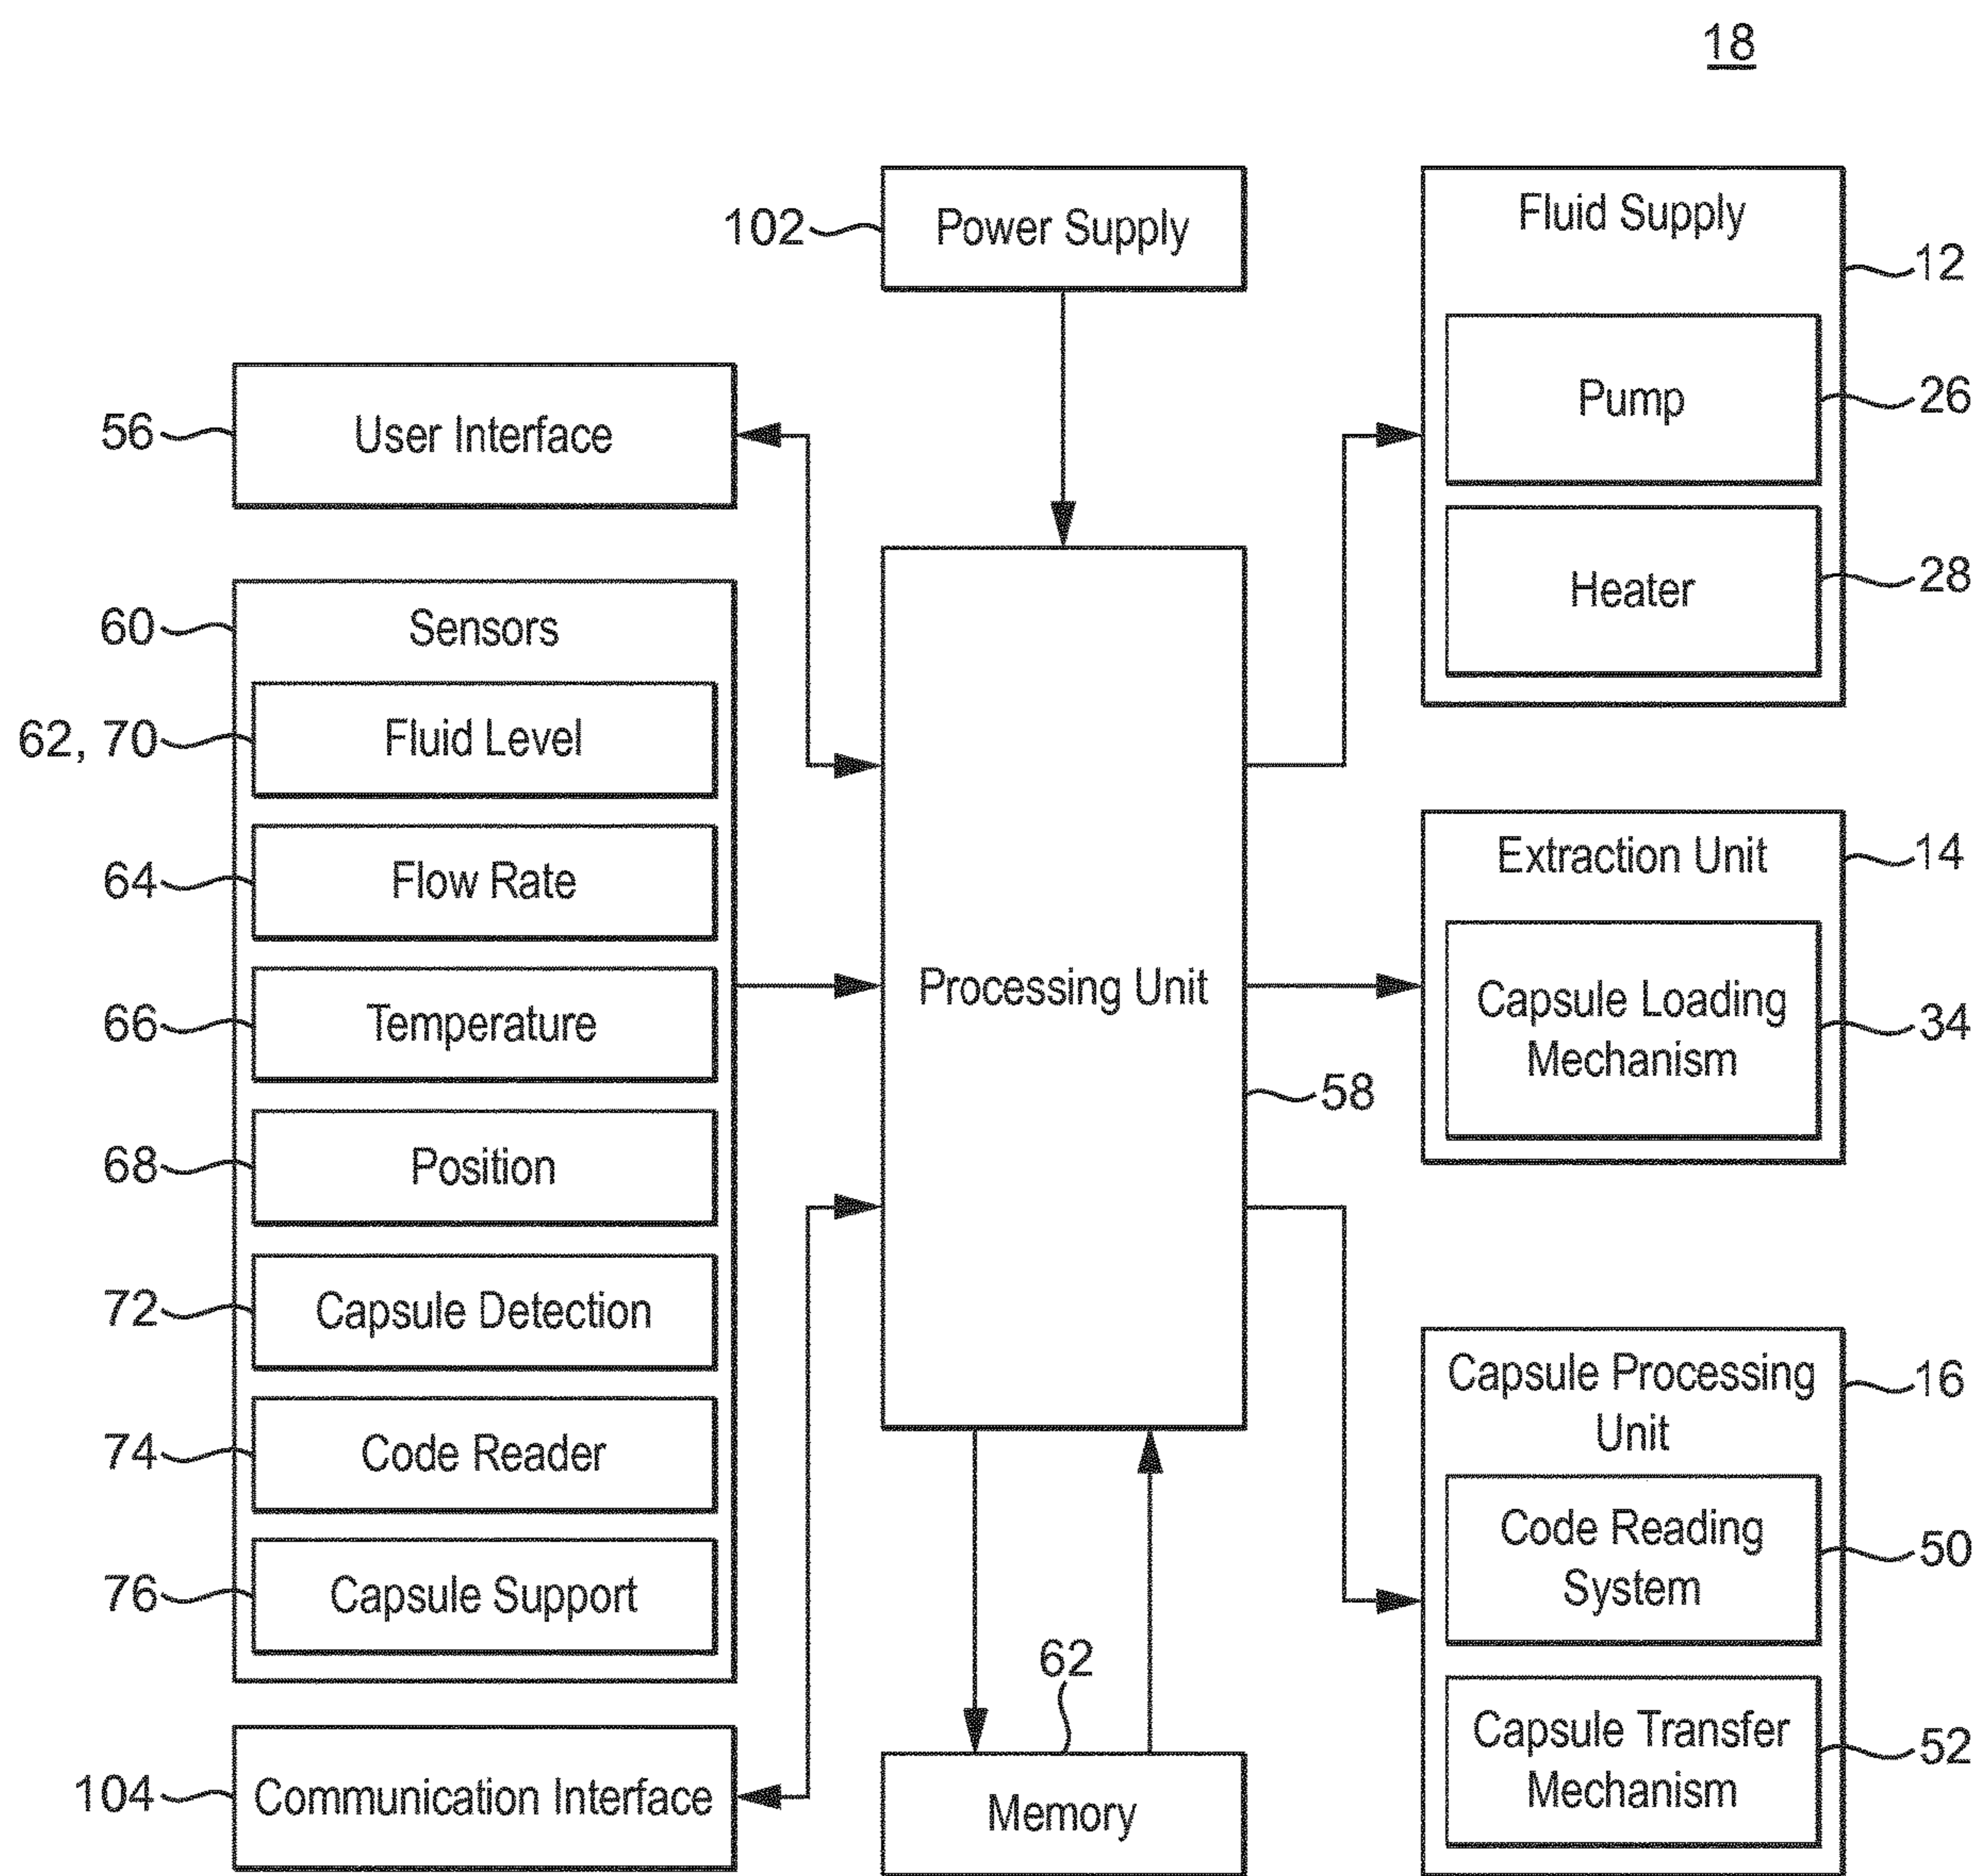 18
102
Power Supply
Fluid Supply
12
Pump
26
Heater
28
56
User Interface
60
Sensors
62, 70
Fluid Level
64
Flow Rate
66
Temperature
68
Position
72
Capsule Detection
74
Code Reader
76
Capsule Support
104
Communication Interface
Processing Unit
58
62
Memory
Extraction Unit
14
Capsule Loading
Mechanism
34
Capsule Processing
Unit
16
Code Reading
System
50
Capsule Transfer
Mechanism
52